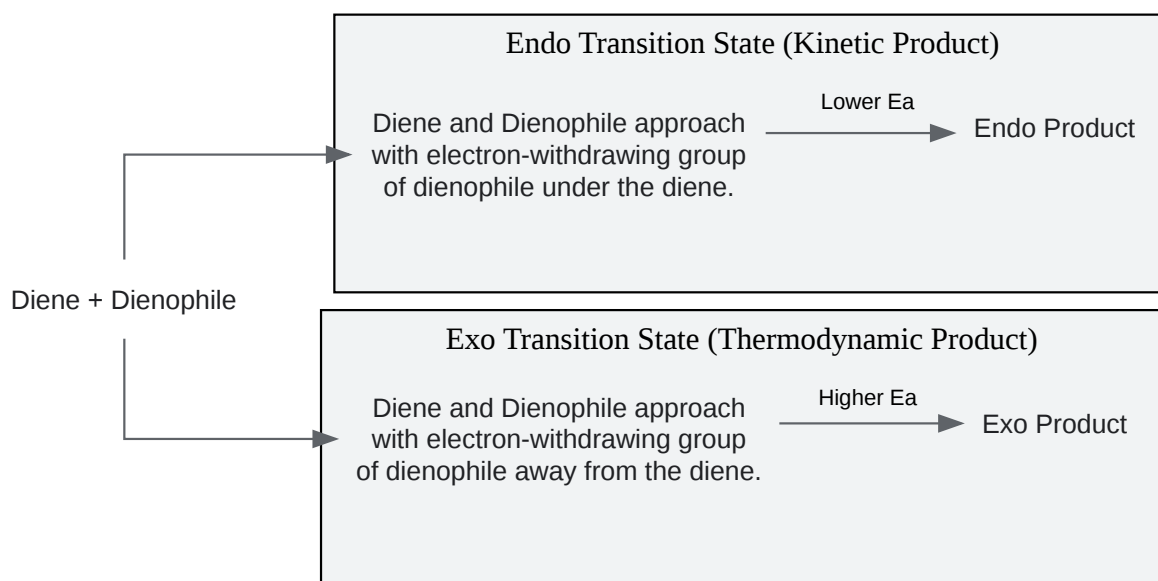 Endo Transition State (Kinetic Product)
Diene and Dienophile approach
with electron-withdrawing group
of dienophile under the diene.
Lower Ea
Endo Product
Diene + Dienophile
Exo Transition State (Thermodynamic Product)
Diene and Dienophile approach
with electron-withdrawing group
of dienophile away from the diene.
Higher Ea
Exo Product